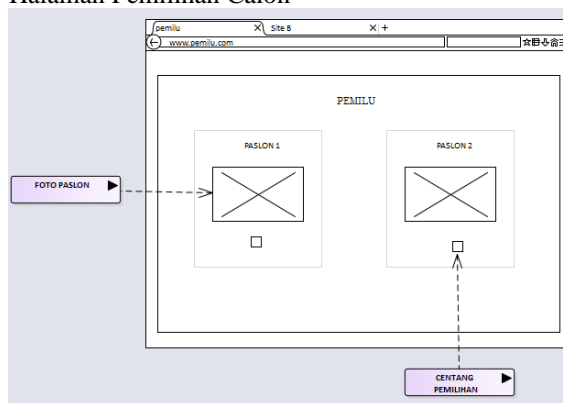 Halaman Pemilihan Calon
pemilu X Site B X +
www.pemilu.com
PEMILU
PASLON 1
PASLON 2
FOTO PASLON
CENTANG
PEMILIHAN